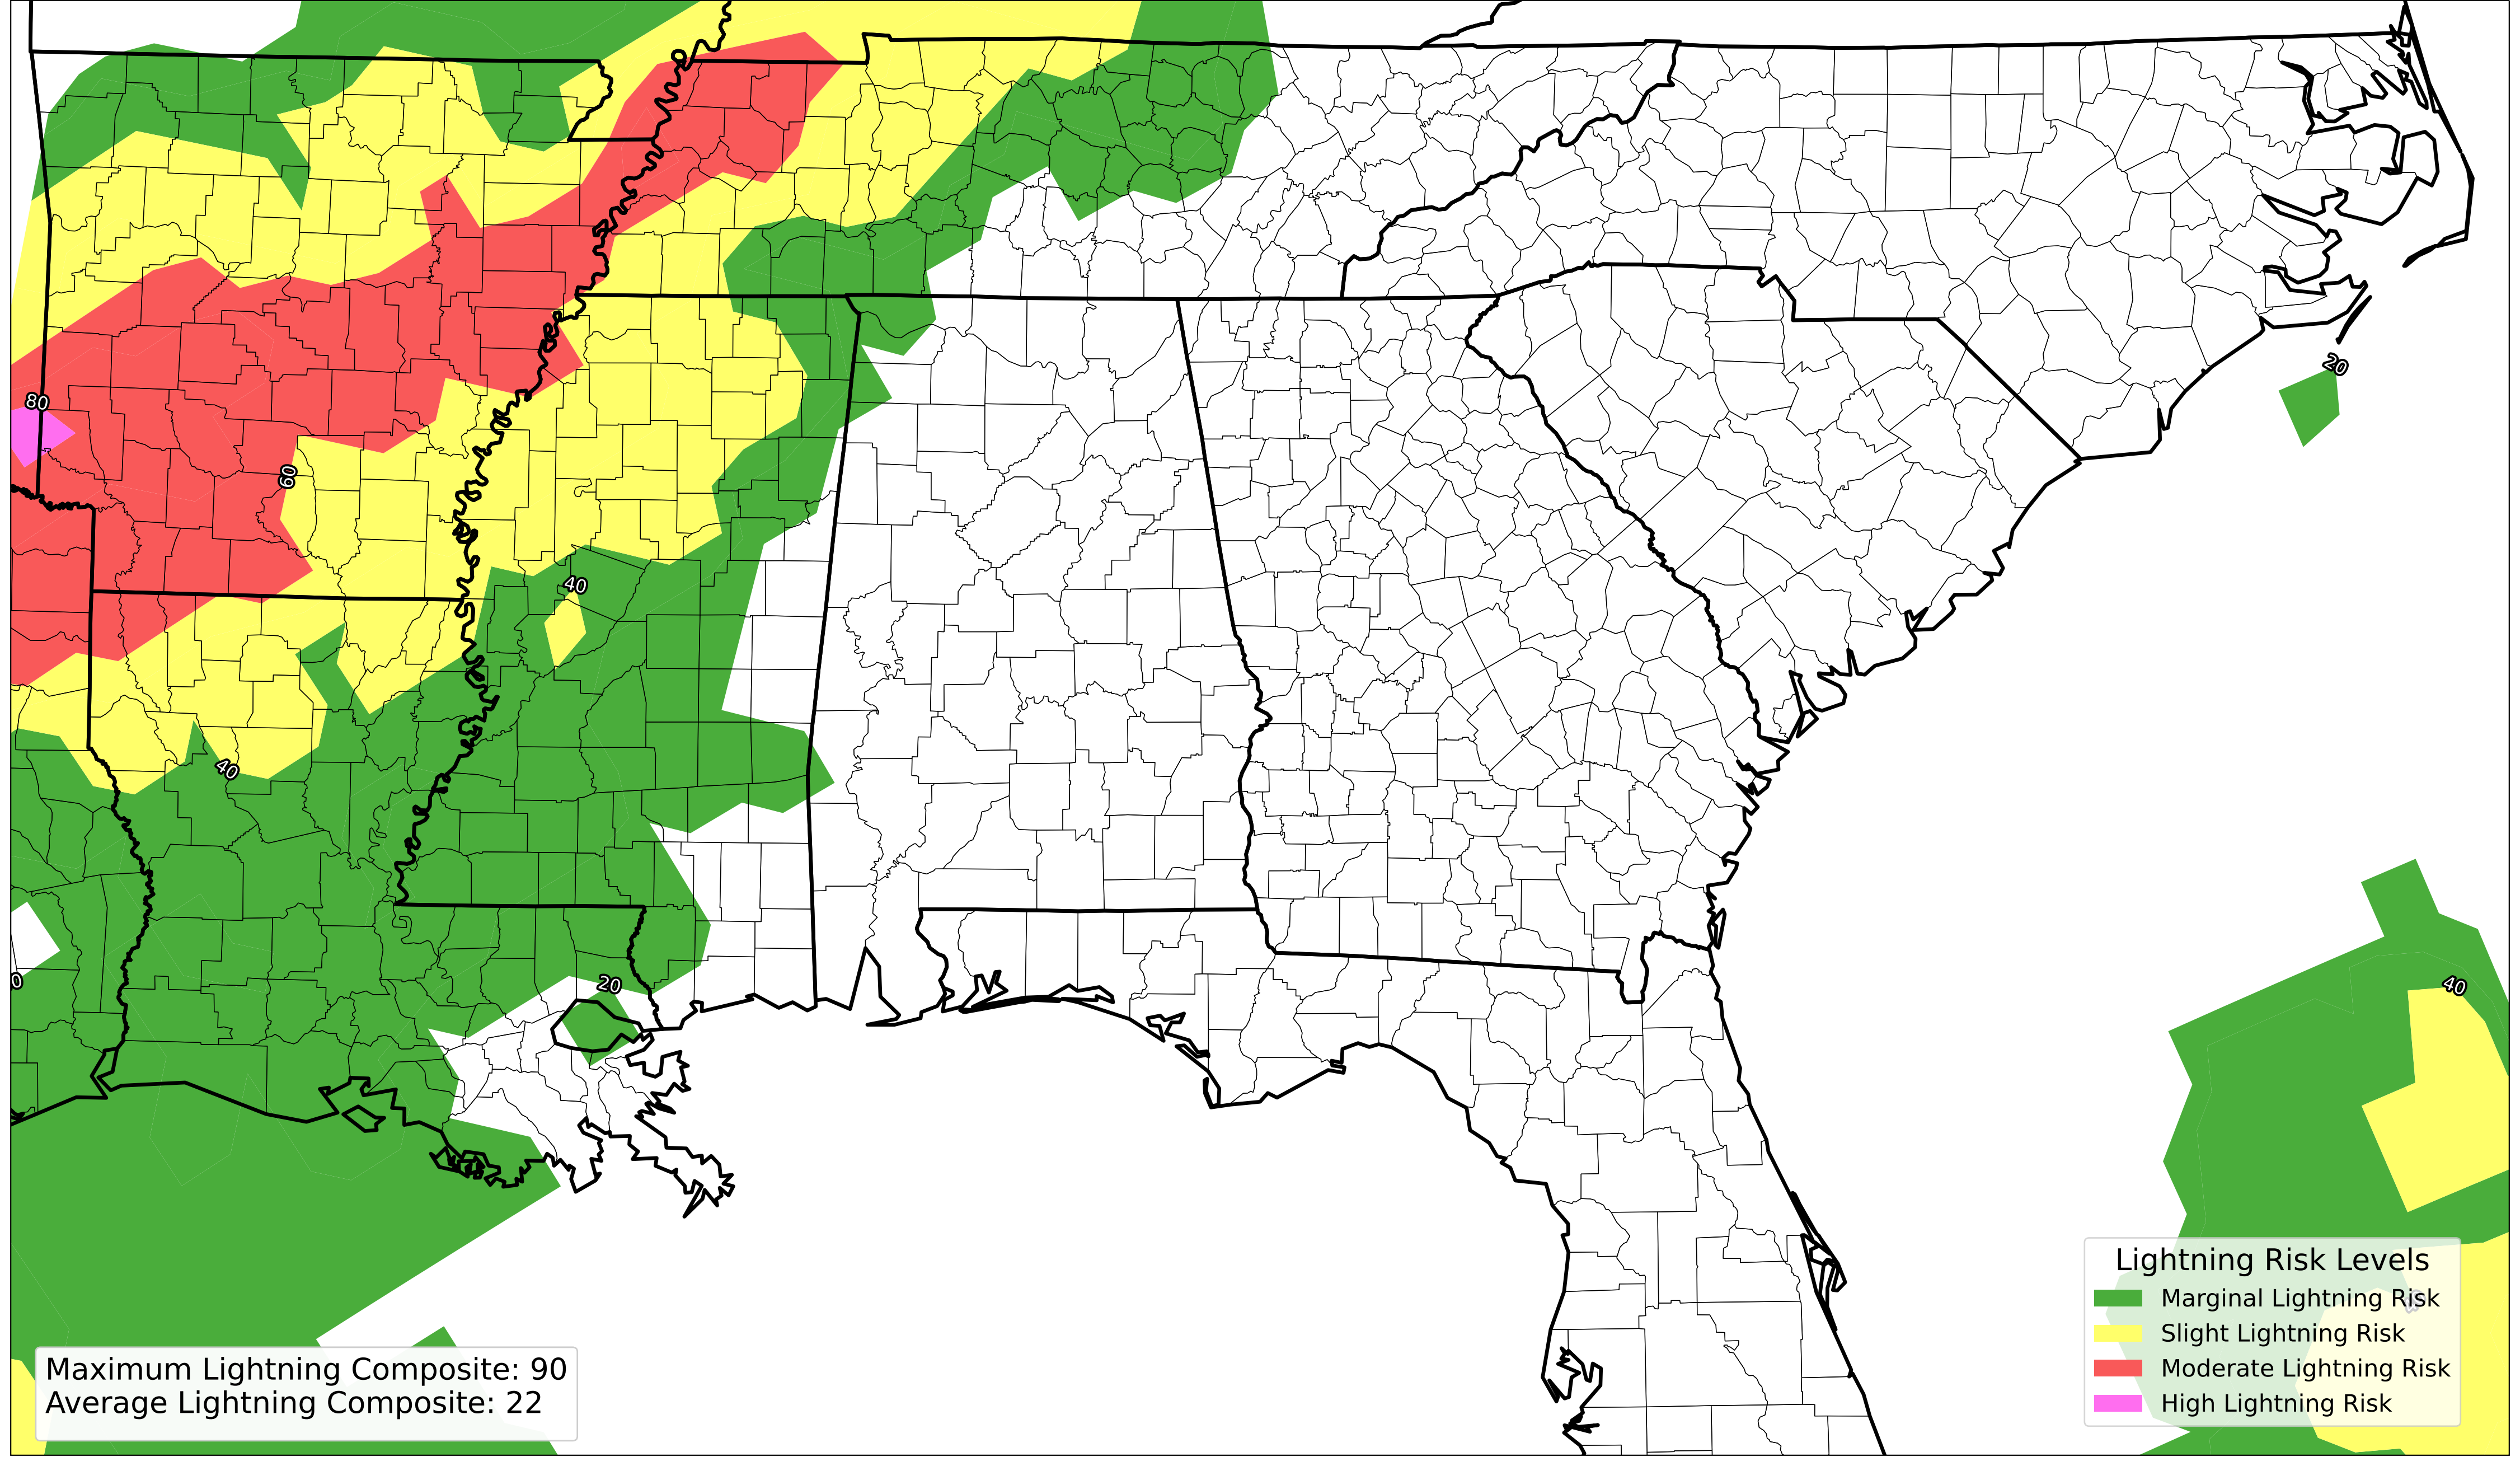 20
80
60
40
40
20
0
40
Lightning Risk Levels
Marginal Lightning Risk
Slight Lightning Risk
Moderate Lightning Risk
High Lightning Risk
Maximum Lightning Composite: 90
Average Lightning Composite: 22